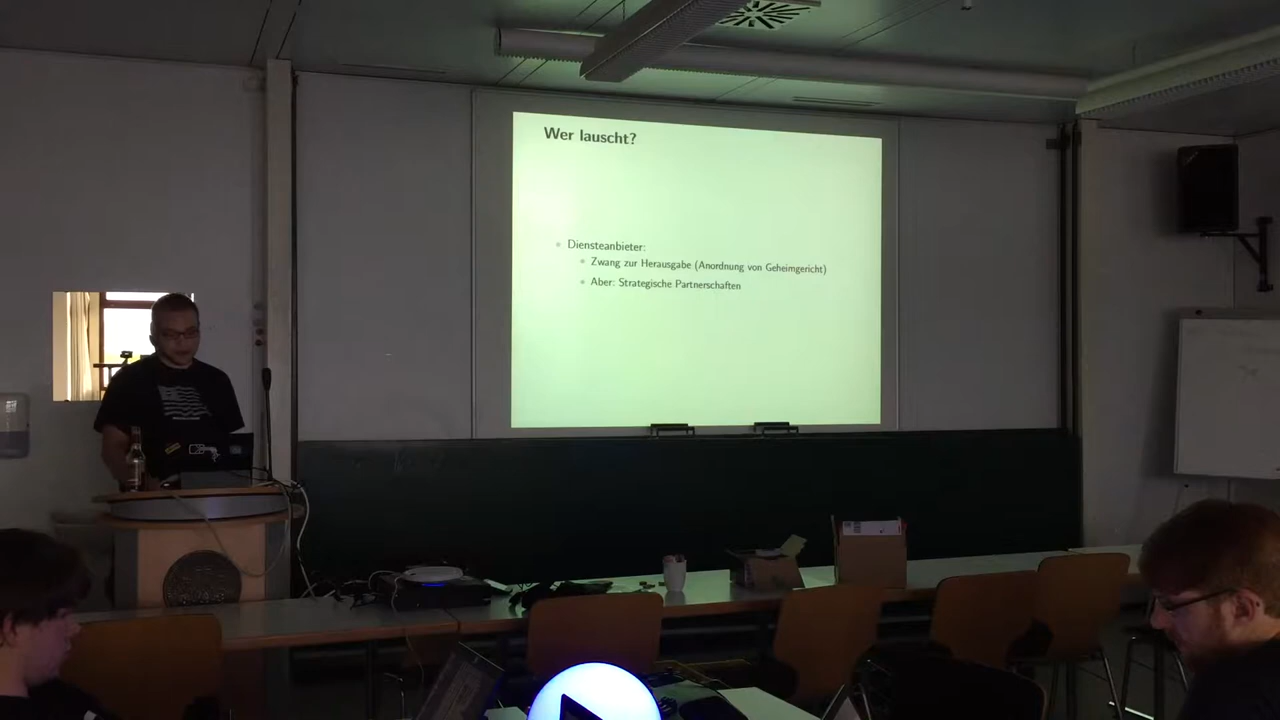 Wer lauscht?
Diensteanbieter:
Zwang zur Herausgabe (Anordnung von Geheimgericht)
Aber: Strategische Partnerschaften